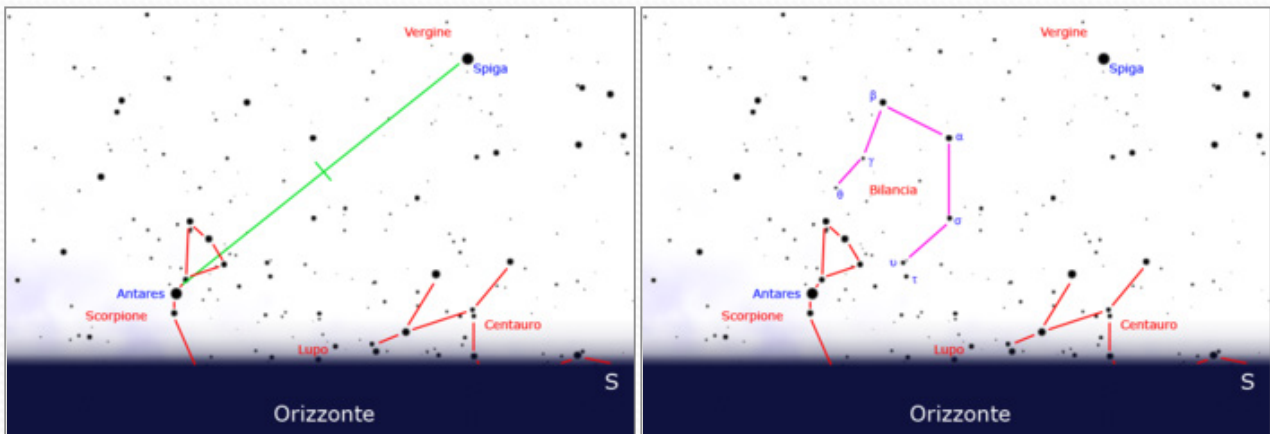 Vergine
Spiga
Antares
Scorpione
Centauro
Lupo
S
Orizzonte
Vergine
Spiga
β
α
γ
Bilancia
θ
σ
υ
τ
Antares
Scorpione
Centauro
Lupo
S
Orizzonte